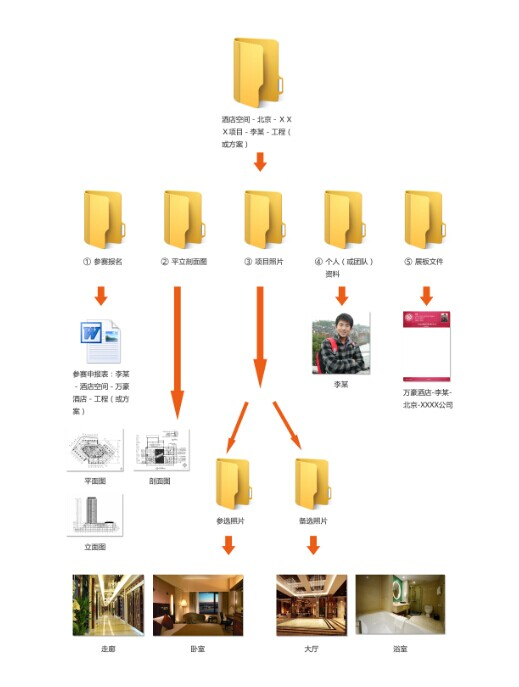 酒店空间 - 北京 - X X
X项目 - 李某 - 工程（
或方案）
① 参赛报名
② 平立剖面图
③ 项目照片
④ 个人（或团队）
资料
⑤ 展板文件
参赛申报表：李某
- 酒店空间 - 万豪
酒店 - 工程（或方
案）
李某
万豪酒店-李某-
北京-XXXX公司
平面图
剖面图
立面图
参选照片
备选照片
走廊
卧室
大厅
浴室